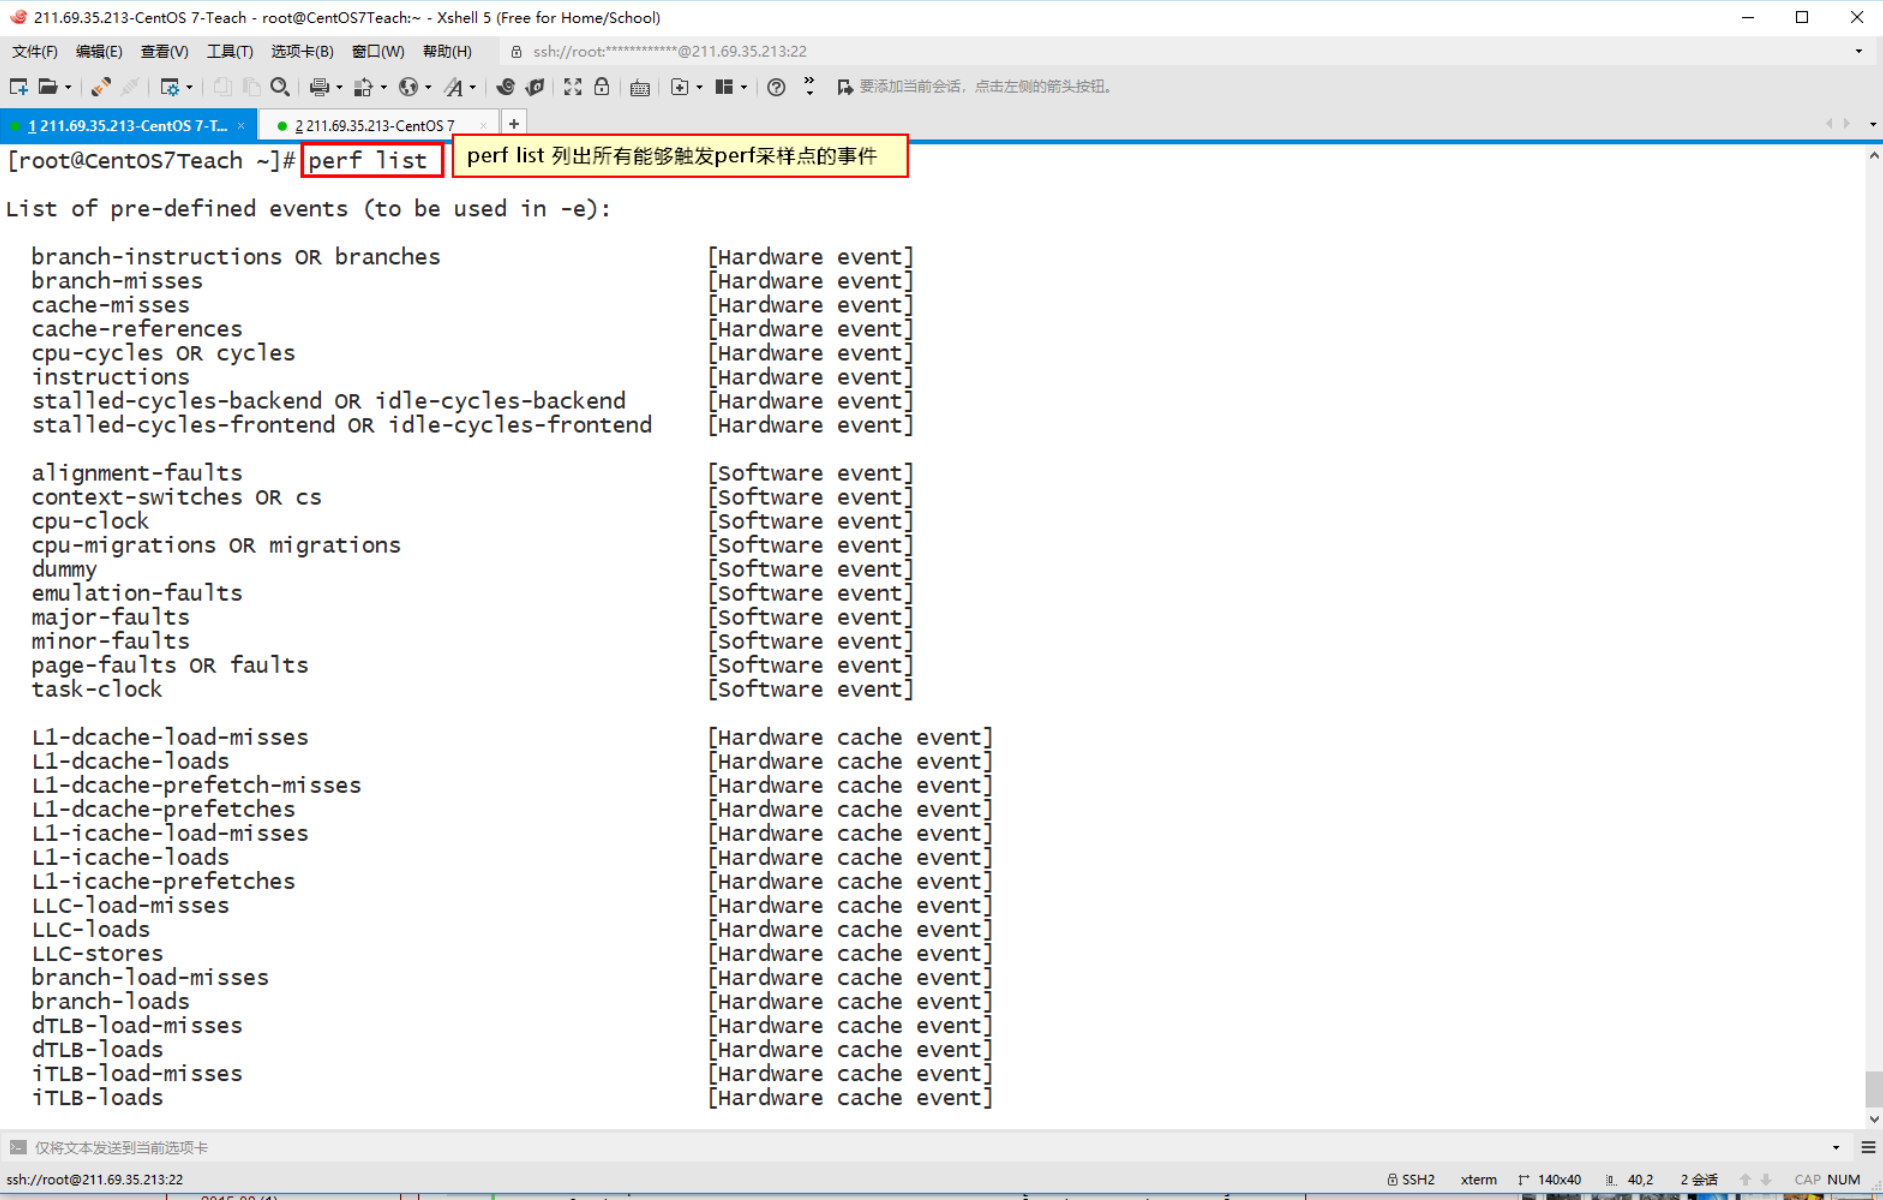 211.69.35.213-CentOS 7-Teach - root@CentOS7Teach:~ - Xshell 5 (Free for Home/School)
文件(F) 编辑(E) 查看(V) 工具(T) 选项卡(B) 窗口(W) 帮助(H) ssh://root:************@211.69.35.213:22
要添加当前会话，点击左侧的箭头按钮。
1 211.69.35.213-CentOS 7-T... 2 211.69.35.213-CentOS 7
[root@CentOS7Teach ~]# perf list
perf list 列出所有能够触发perf采样点的事件
List of pre-defined events (to be used in -e):
branch-instructions OR branches [Hardware event]
branch-misses [Hardware event]
cache-misses [Hardware event]
cache-references [Hardware event]
cpu-cycles OR cycles [Hardware event]
instructions [Hardware event]
stalled-cycles-backend OR idle-cycles-backend [Hardware event]
stalled-cycles-frontend OR idle-cycles-frontend [Hardware event]
alignment-faults [Software event]
context-switches OR cs [Software event]
cpu-clock [Software event]
cpu-migrations OR migrations [Software event]
dummy [Software event]
emulation-faults [Software event]
major-faults [Software event]
minor-faults [Software event]
page-faults OR faults [Software event]
task-clock [Software event]
L1-dcache-load-misses [Hardware cache event]
L1-dcache-loads [Hardware cache event]
L1-dcache-prefetch-misses [Hardware cache event]
L1-dcache-prefetches [Hardware cache event]
L1-icache-load-misses [Hardware cache event]
L1-icache-loads [Hardware cache event]
L1-icache-prefetches [Hardware cache event]
LLC-load-misses [Hardware cache event]
LLC-loads [Hardware cache event]
LLC-stores [Hardware cache event]
branch-load-misses [Hardware cache event]
branch-loads [Hardware cache event]
dTLB-load-misses [Hardware cache event]
dTLB-loads [Hardware cache event]
iTLB-load-misses [Hardware cache event]
iTLB-loads [Hardware cache event]
仅将文本发送到当前选项卡
ssh://root@211.69.35.213:22 SSH2 xterm 140x40 40,2 2 会话 CAP NUM